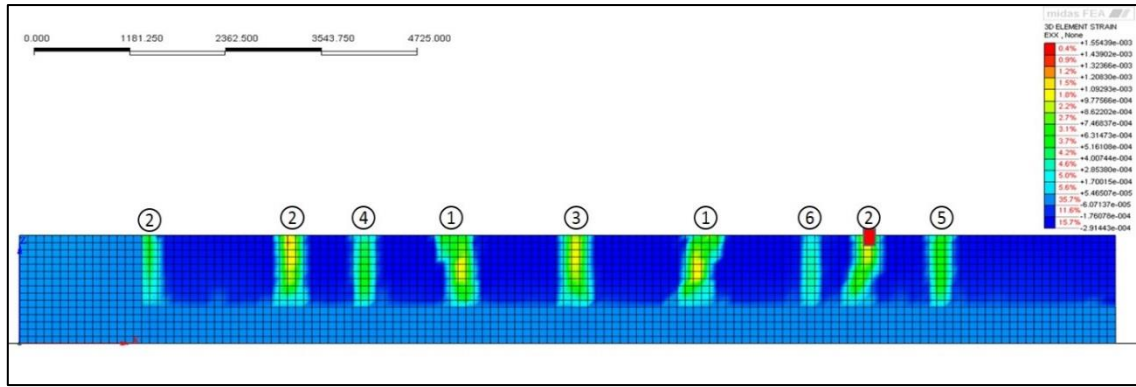 midas FEA
3D ELEMENT STRAIN
EXX , None
0.000 1181.250 2362.500 3543.750 4725.000
+1.55439e-003
0.4%
+1.43902e-003
0.9%
+1.32366e-003
1.2%
+1.20830e-003
1.5%
+1.09293e-003
1.8%
+9.77566e-004
2.2%
+8.62202e-004
2.7%
+7.46837e-004
3.1%
+6.31473e-004
3.7%
+5.16108e-004
4.2%
+4.00744e-004
4.6%
+2.85380e-004
5.0%
+1.70015e-004
5.6%
+5.46507e-005
35.7%
-6.07137e-005
11.6%
-1.76078e-004
15.7%
-2.91443e-004
② ② ④ ① ③ ① ⑥ ② ⑤
Z
X